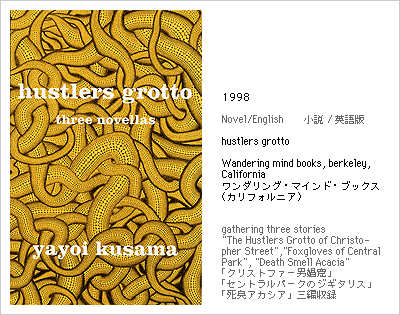 hustlers grotto
three novellas
yayoi kusama
1998
Novel/English 小説 / 英語版
hustlers grotto
Wandering mind books, berkeley,
California
ワンダリング・マインド・ブックス
(カリフォルニア)
gathering three stories
"The Hustlers Grotto of Christo-
pher Street","Foxgloves of Central
Park", "Death Smell Acacia"
「クリストファー男娼窟」
「セントラルパークのジギタリス」
「死臭アカシア」三編収録